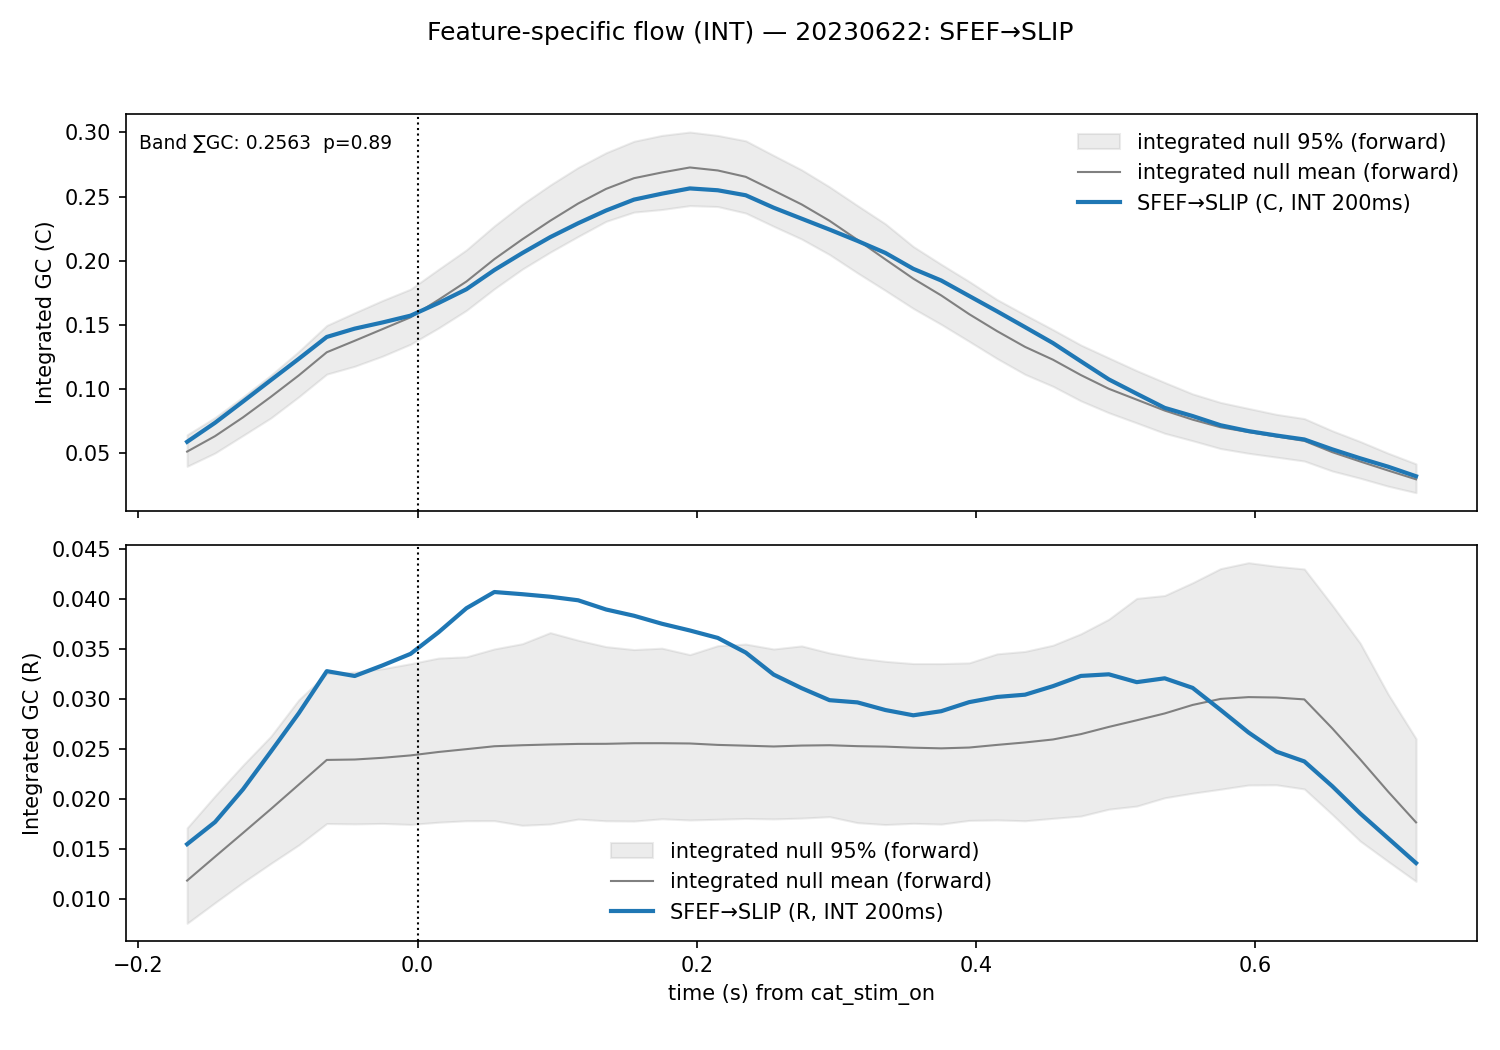 Feature-specific flow (INT) — 20230622: SFEF→SLIP
Band ∑GC: 0.2563  p=0.89
integrated null 95% (forward)
integrated null mean (forward)
SFEF→SLIP (C, INT 200ms)
Integrated GC (C)
0.30
0.25
0.20
0.15
0.10
0.05
Integrated GC (R)
0.045
0.040
0.035
0.030
0.025
0.020
0.015
0.010
integrated null 95% (forward)
integrated null mean (forward)
SFEF→SLIP (R, INT 200ms)
−0.2 0.0 0.2 0.4 0.6
time (s) from cat_stim_on